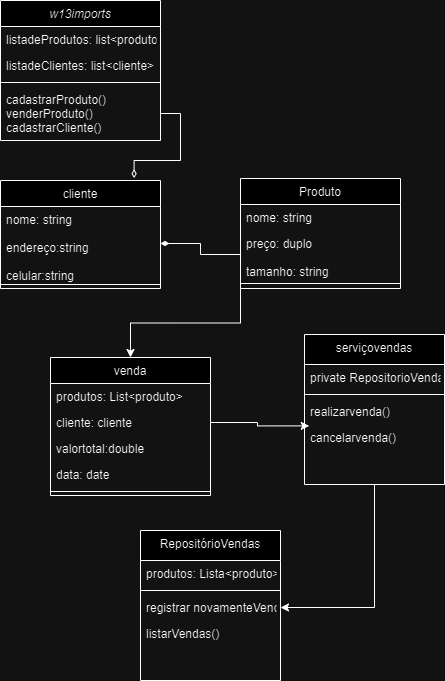 w13imports
listadeProdutos: list<produto
listadeClientes: list<cliente>
cadastrarProduto()
venderProduto()
cadastrarCliente()
cliente
nome: string
endereço:string
celular:string
Produto
nome: string
preço: duplo
tamanho: string
venda
produtos: List<produto>
cliente: cliente
valortotal:double
data: date
serviçovendas
private RepositorioVenda
realizarvenda()
cancelarvenda()
RepositórioVendas
produtos: Lista<produto>
registrar novamenteVend
listarVendas()